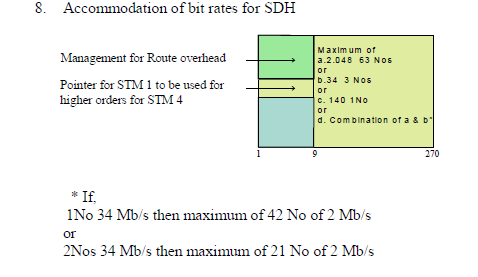 8. Accommodation of bit rates for SDH
Management for Route overhead
Pointer for STM 1 to be used for
higher orders for STM 4
Maximum of
a.2.048 63 Nos
or
b.34 3 Nos
or
c. 140 1No
or
d. Combination of a & b*
1 9 270
* If,
1No 34 Mb/s then maximum of 42 No of 2 Mb/s
or
2Nos 34 Mb/s then maximum of 21 No of 2 Mb/s